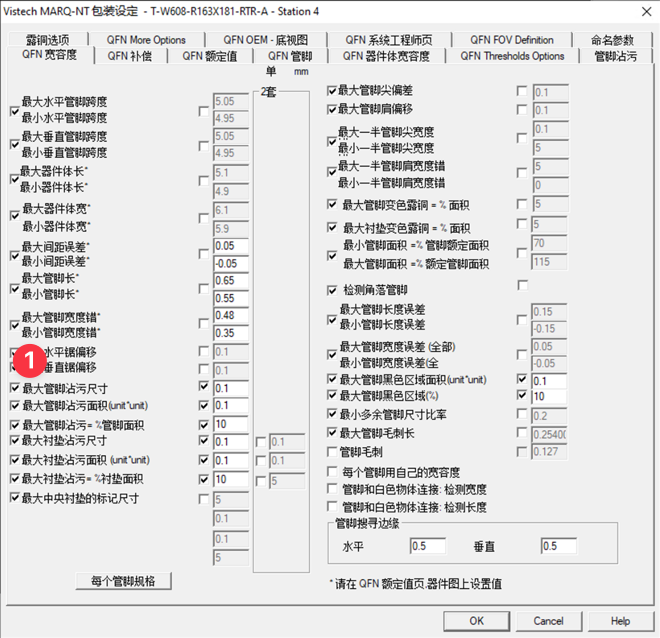 Vistech MARQ-NT 包装设定 - T-W608-R163X181-RTR-A - Station 4
露铜选项 QFN More Options QFN OEM - 底视图 QFN 系统工程师页 QFN FOV Definition 命名参数
QFN 宽容度 QFN 补偿 QFN 额定值 QFN 管脚 QFN 器件体宽容度 QFN Thresholds Options 管脚沾污
单 mm
2套
最大水平管脚跨度 5.05
最小水平管脚跨度 4.95
最大垂直管脚跨度 5.05
最小垂直管脚跨度 4.95
最大器件体长* 5.1
最小器件体长* 4.9
最大器件体宽* 6.1
最小器件体宽* 5.9
最大间距误差* 0.05
最小间距误差* -0.05
最大管脚长* 0.65
最小管脚长* 0.55
最大管脚宽度错* 0.48
最小管脚宽度错* 0.35
1
水平锯偏移 0.1
垂直锯偏移 0.1
最大管脚沾污尺寸 0.1
最大管脚沾污面积(unit*unit) 0.1
最大管脚沾污= %管脚面积 10
最大衬垫沾污尺寸 0.1 0.1
最大衬垫沾污面积 (unit*unit) 0.1 0.1
最大衬垫沾污= %衬垫面积 10 5
最大中央衬垫的标记尺寸 5
0.1
0.1
5
每个管脚规格
最大管脚尖偏差 0.1
最大管脚肩偏移 0.1
最大一半管脚尖宽度 0.1
最小一半管脚尖宽度 5
最大一半管脚肩宽度错 5
最小一半管脚肩宽度错 0
最大管脚变色露铜 = % 面积 5
最大衬垫变色露铜 = % 面积 5
最小管脚面积 =% 管脚额定面积 70
最大管脚面积 =% 额定管脚面积 115
检测角落管脚
最大管脚长度误差 0.15
最小管脚长度误差 -0.15
最大管脚宽度误差 (全部) 0.05
最小管脚宽度误差 (全 -0.05
最大管脚黑色区域面积(unit*unit) 0.1
最大管脚黑色区域(%) 10
最小多余管脚尺寸比率 0.2
最大管脚毛刺长 0.2540(
管脚毛刺 0.127
每个管脚用自己的宽容度
管脚和白色物体连接: 检测宽度
管脚和白色物体连接: 检测长度
管脚搜寻边缘
水平 0.5 垂直 0.5
*请在 QFN 额定值页,器件图上设置值
OK Cancel Help